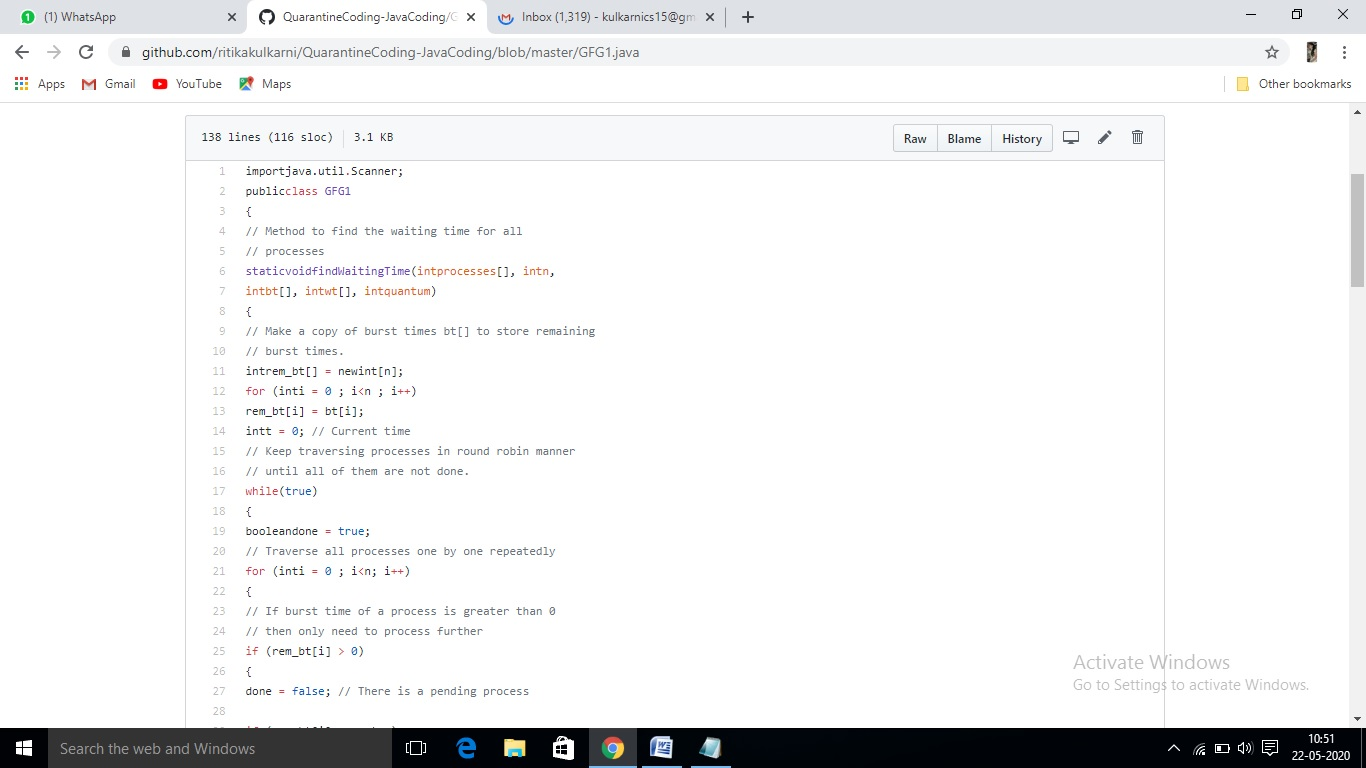 (1) WhatsApp
QuarantineCoding-JavaCoding/G
Inbox (1,319) - kulkarnics15@gm
github.com/ritikakulkarni/QuarantineCoding-JavaCoding/blob/master/GFG1.java
Apps Gmail YouTube Maps Other bookmarks
138 lines (116 sloc) 3.1 KB Raw Blame History
1 importjava.util.Scanner;
2 publicclass GFG1
3 {
4 // Method to find the waiting time for all
5 // processes
6 staticvoidfindWaitingTime(intprocesses[], intn,
7 intbt[], intwt[], intquantum)
8 {
9 // Make a copy of burst times bt[] to store remaining
10 // burst times.
11 intrem_bt[] = newint[n];
12 for (inti = 0 ; i<n ; i++)
13 rem_bt[i] = bt[i];
14 intt = 0; // Current time
15 // Keep traversing processes in round robin manner
16 // until all of them are not done.
17 while(true)
18 {
19 booleandone = true;
20 // Traverse all processes one by one repeatedly
21 for (inti = 0 ; i<n; i++)
22 {
23 // If burst time of a process is greater than 0
24 // then only need to process further
25 if (rem_bt[i] > 0)
26 {
27 done = false; // There is a pending process
28
Activate Windows
Go to Settings to activate Windows.
Search the web and Windows
10:51
22-05-2020